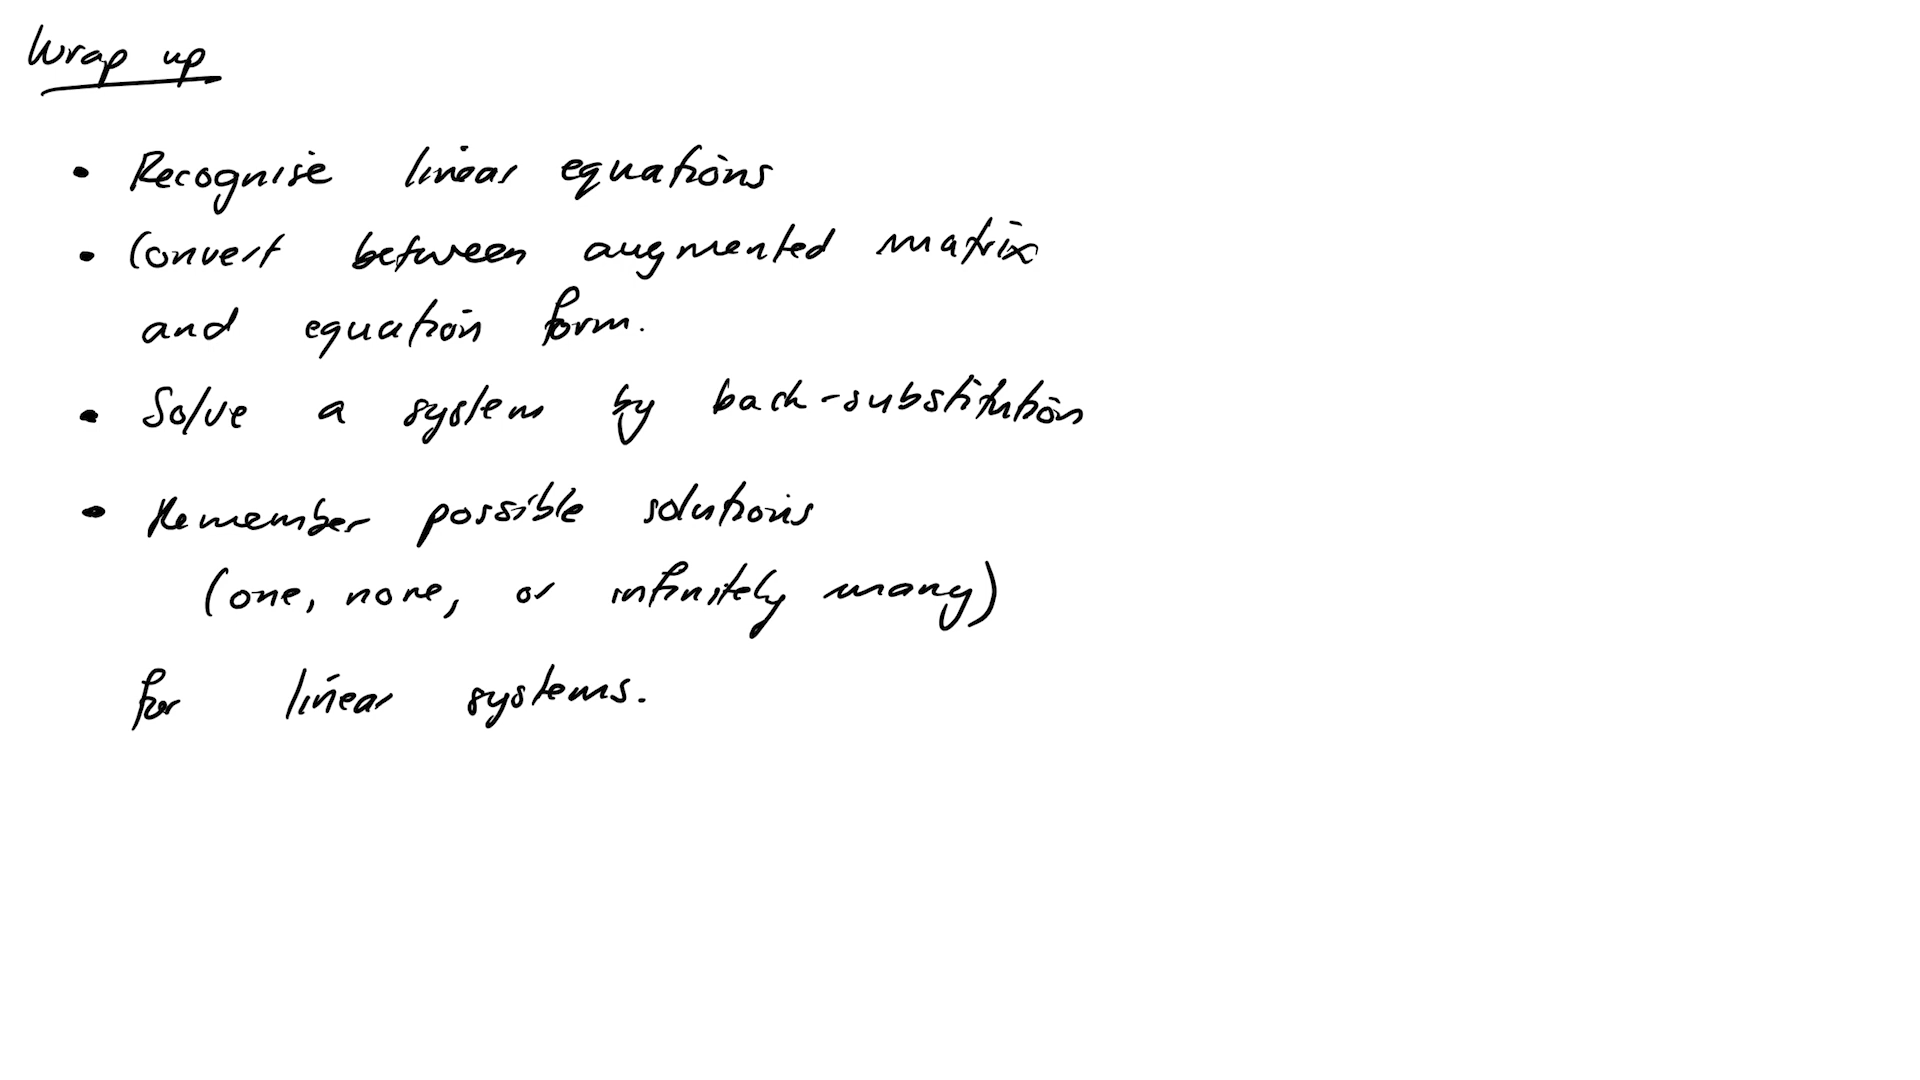 Wrap up
• Recognise linear equations
• Convert between augmented matrix
and equation form.
• Solve a system by back-substitution
• Remember possible solutions
(one, none, or infinitely many)
for linear systems.